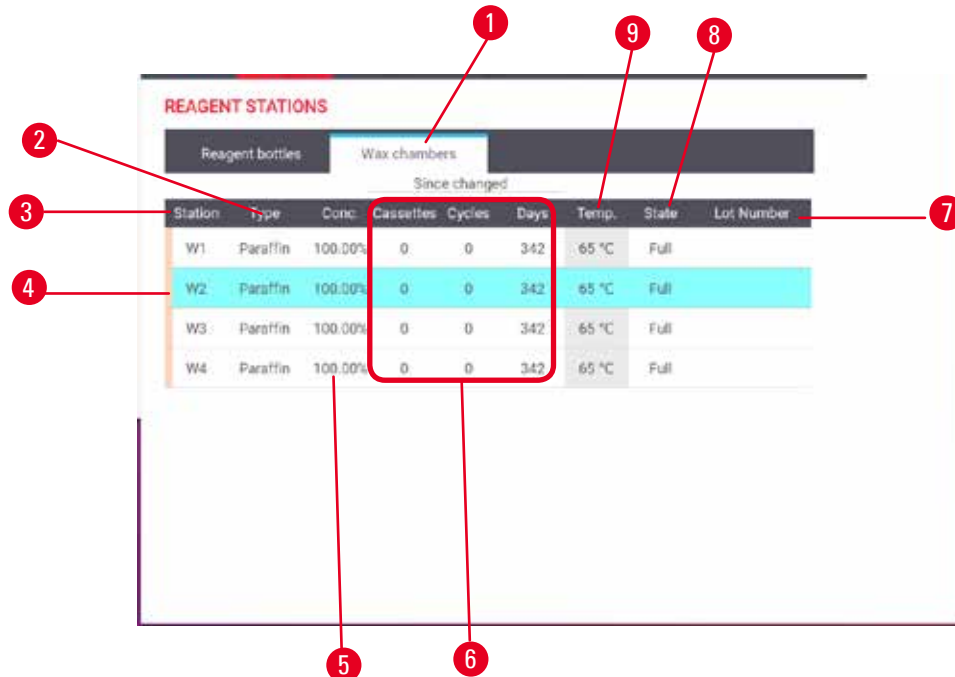 1
9
8
REAGENT STATIONS
2
Reagent bottles Wax chambers
Since changed
3
Station Type Conc Cassettes Cycles Days Temp. State Lot Number
7
W1 Paraffin 100.00% 0 0 342 65 °C Full
4
W2 Paraffin 100.00% 0 0 342 65 °C Full
W3 Paraffin 100.00% 0 0 342 65 °C Full
W4 Paraffin 100.00% 0 0 342 65 °C Full
5
6